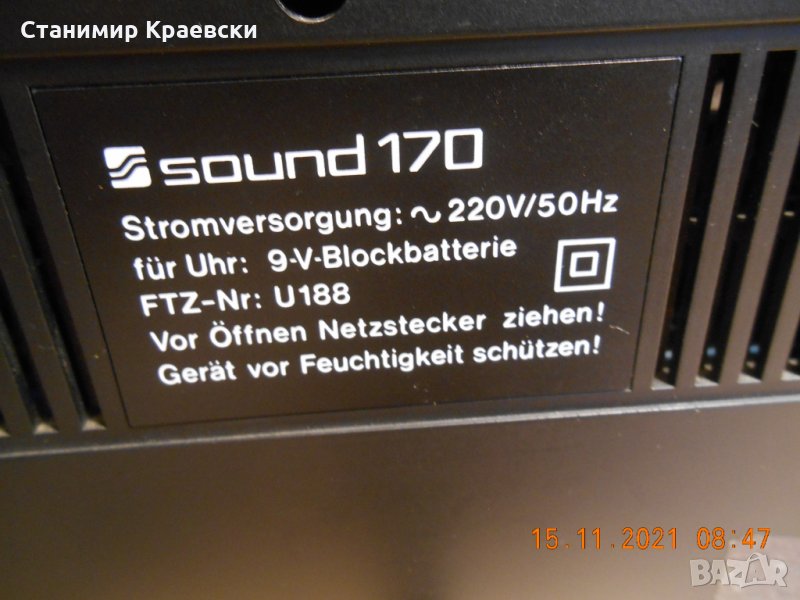 Станимир Краевски
sound 170
Stromversorgung: ~ 220V/50Hz
für Uhr: 9-V-Blockbatterie
FTZ-Nr: U188
Vor Öffnen Netzstecker ziehen!
Gerät vor Feuchtigkeit schützen!
15.11.2021 08:47
BAZAR